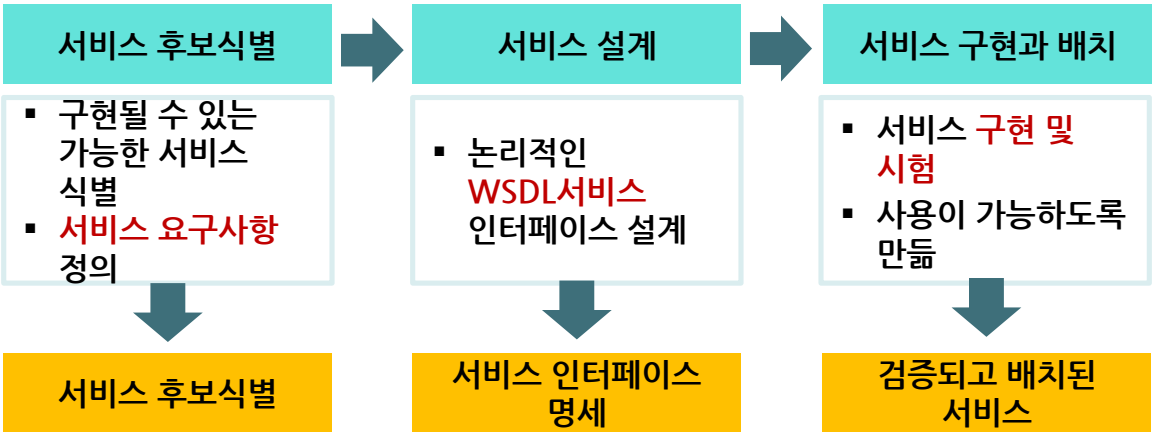 서비스 후보식별
서비스 설계
서비스 구현과 배치
▪ 구현될 수 있는
가능한 서비스
식별
▪ 서비스 요구사항
정의
▪ 논리적인
WSDL서비스
인터페이스 설계
▪ 서비스 구현 및
시험
▪ 사용이 가능하도록
만듦
서비스 후보식별
서비스 인터페이스
명세
검증되고 배치된
서비스